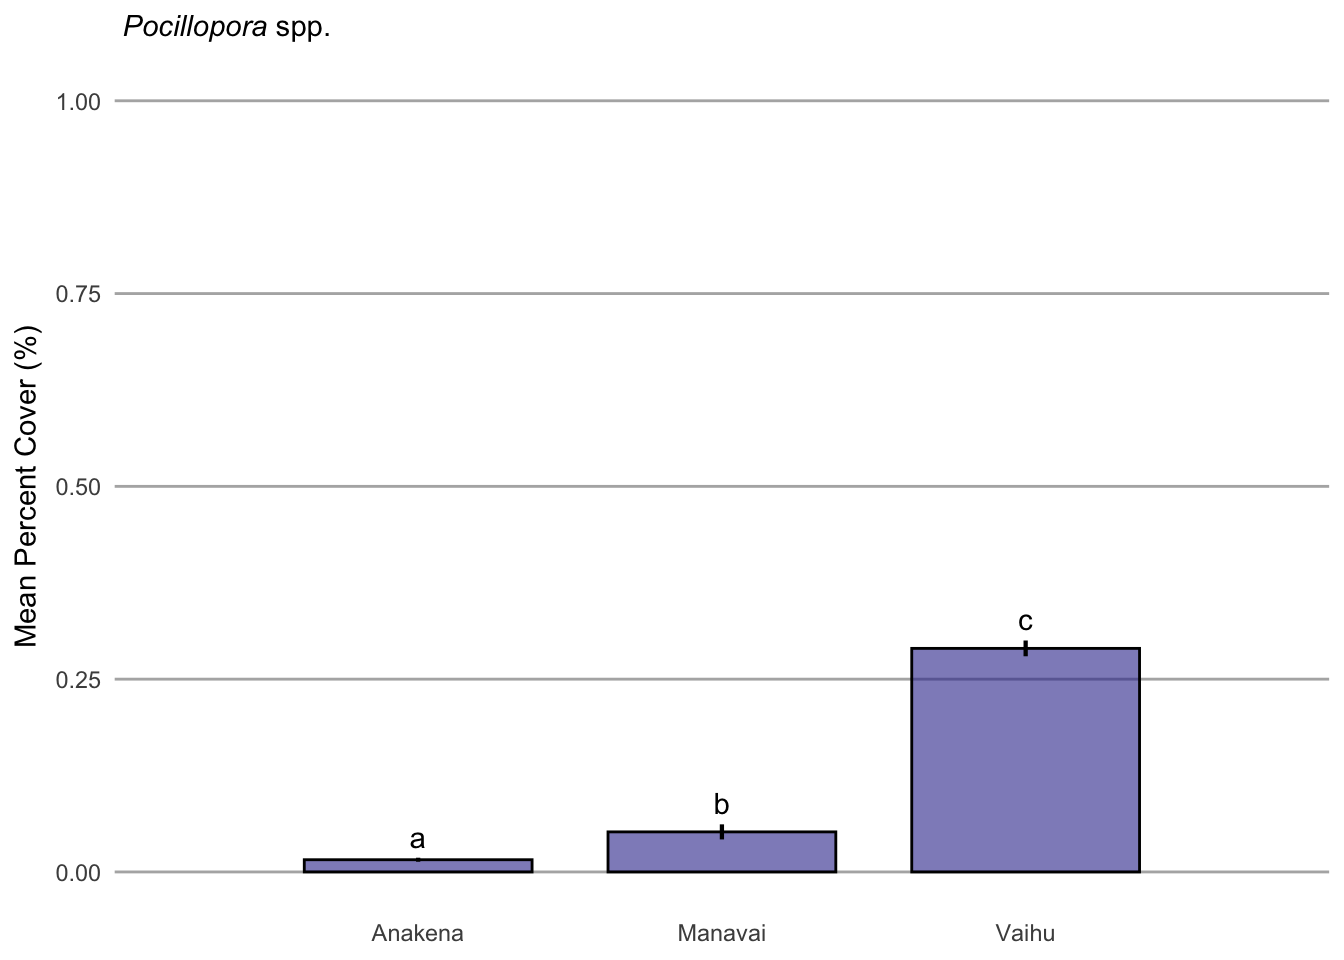 Pocillopora spp.
1.00
0.75
0.50
0.25
0.00
Mean Percent Cover (%)
a
b
c
Anakena
Manavai
Vaihu